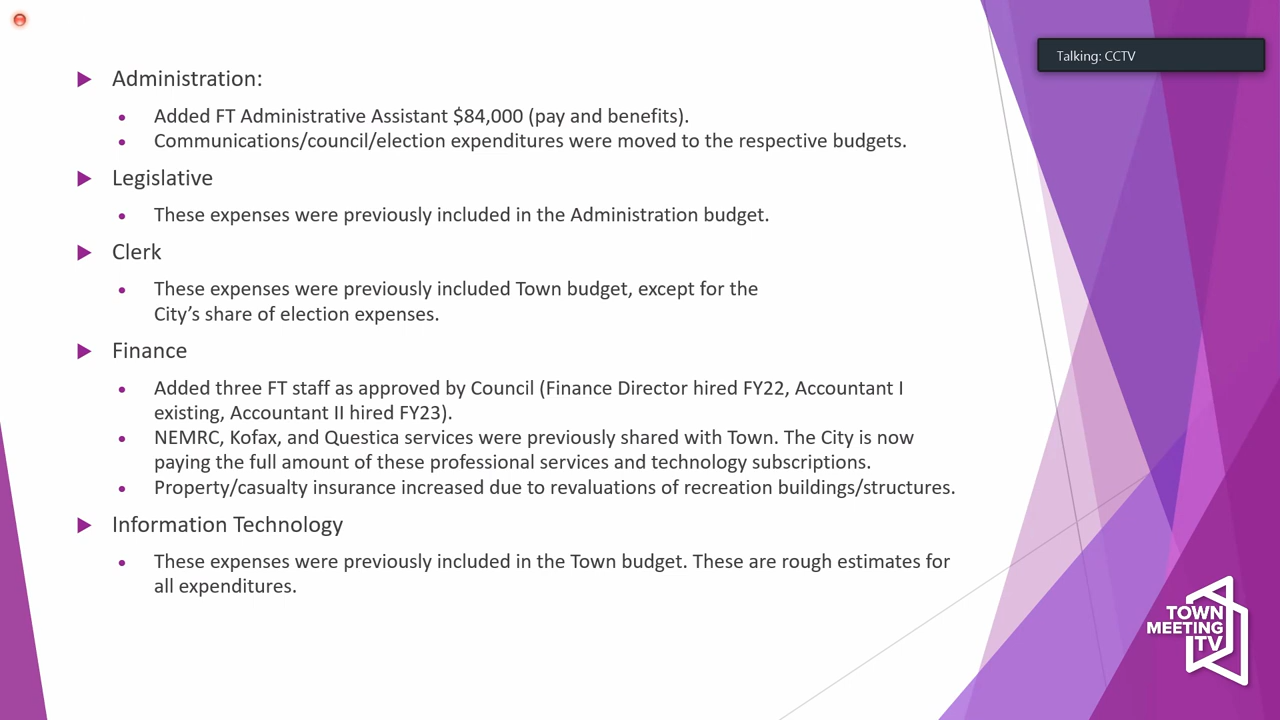 Talking: CCTV
Administration:
Added FT Administrative Assistant $84,000 (pay and benefits).
Communications/council/election expenditures were moved to the respective budgets.
Legislative
These expenses were previously included in the Administration budget.
Clerk
These expenses were previously included Town budget, except for the
City’s share of election expenses.
Finance
Added three FT staff as approved by Council (Finance Director hired FY22, Accountant I
existing, Accountant II hired FY23).
NEMRC, Kofax, and Questica services were previously shared with Town. The City is now
paying the full amount of these professional services and technology subscriptions.
Property/casualty insurance increased due to revaluations of recreation buildings/structures.
Information Technology
These expenses were previously included in the Town budget. These are rough estimates for
all expenditures.
TOWN
MEETING
TV